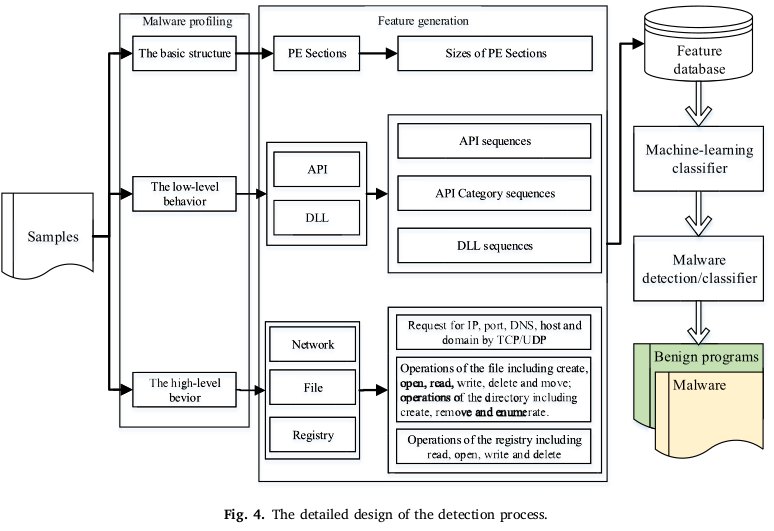 Malware profiling
Feature generation
The basic structure
PE Sections
Sizes of PE Sections
Feature
database
API sequences
API
Machine-learning
classifier
The low-level
behavior
API Category sequences
DLL
Samples
DLL sequences
Malware
detection/classifier
Request for IP, port, DNS, host and
domain by TCP/UDP
Network
Benign programs
Operations of the file including create,
open, read, write, delete and move;
operations of the directory including
create, remove and enumerate.
Malware
The high-level
bevior
File
Registry
Operations of the registry including
read, open, write and delete
Fig. 4. The detailed design of the detection process.